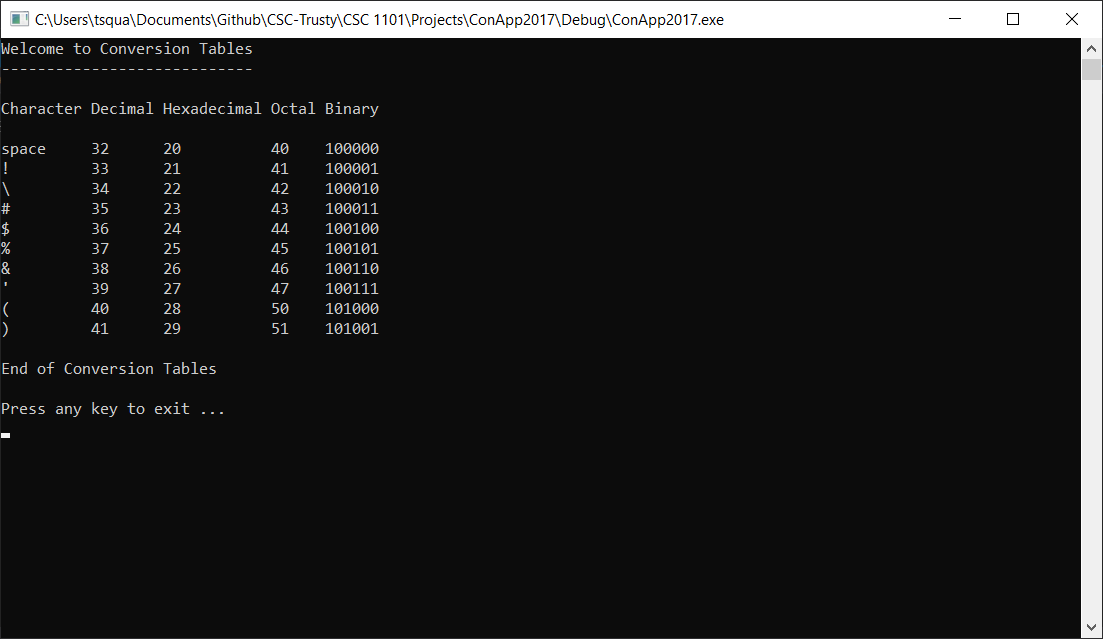 C:\Users\tsqua\Documents\Github\CSC-Trusty\CSC 1101\Projects\ConApp2017\Debug\ConApp2017.exe
Welcome to Conversion Tables
----------------------------
Character Decimal Hexadecimal Octal Binary
space     32      20          40    100000
!         33      21          41    100001
\         34      22          42    100010
#         35      23          43    100011
$         36      24          44    100100
%         37      25          45    100101
&         38      26          46    100110
'         39      27          47    100111
(         40      28          50    101000
)         41      29          51    101001
End of Conversion Tables
Press any key to exit ...